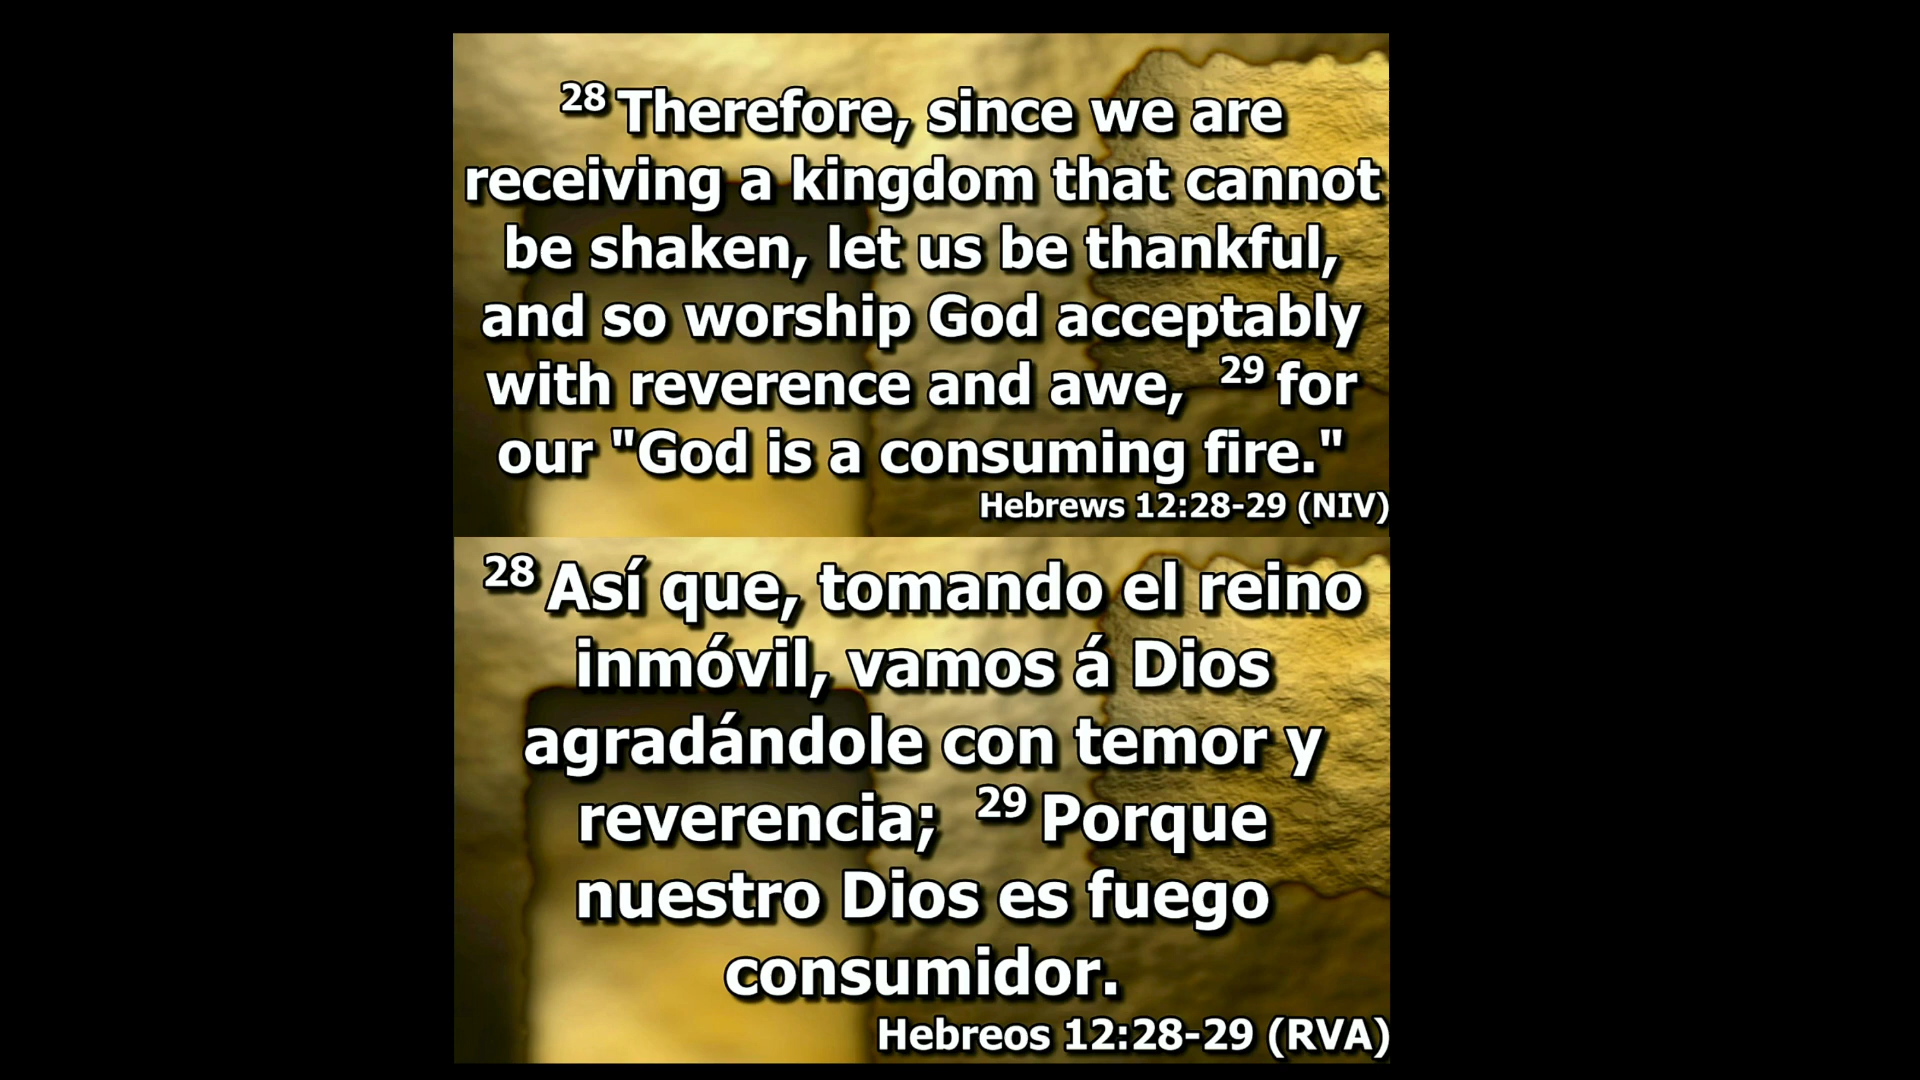 28 Therefore, since we are
receiving a kingdom that cannot
be shaken, let us be thankful,
and so worship God acceptably
with reverence and awe, 29 for
our "God is a consuming fire."
Hebrews 12:28-29 (NIV)
28 Así que, tomando el reino
inmóvil, vamos á Dios
agradándole con temor y
reverencia; 29 Porque
nuestro Dios es fuego
consumidor.
Hebreos 12:28-29 (RVA)